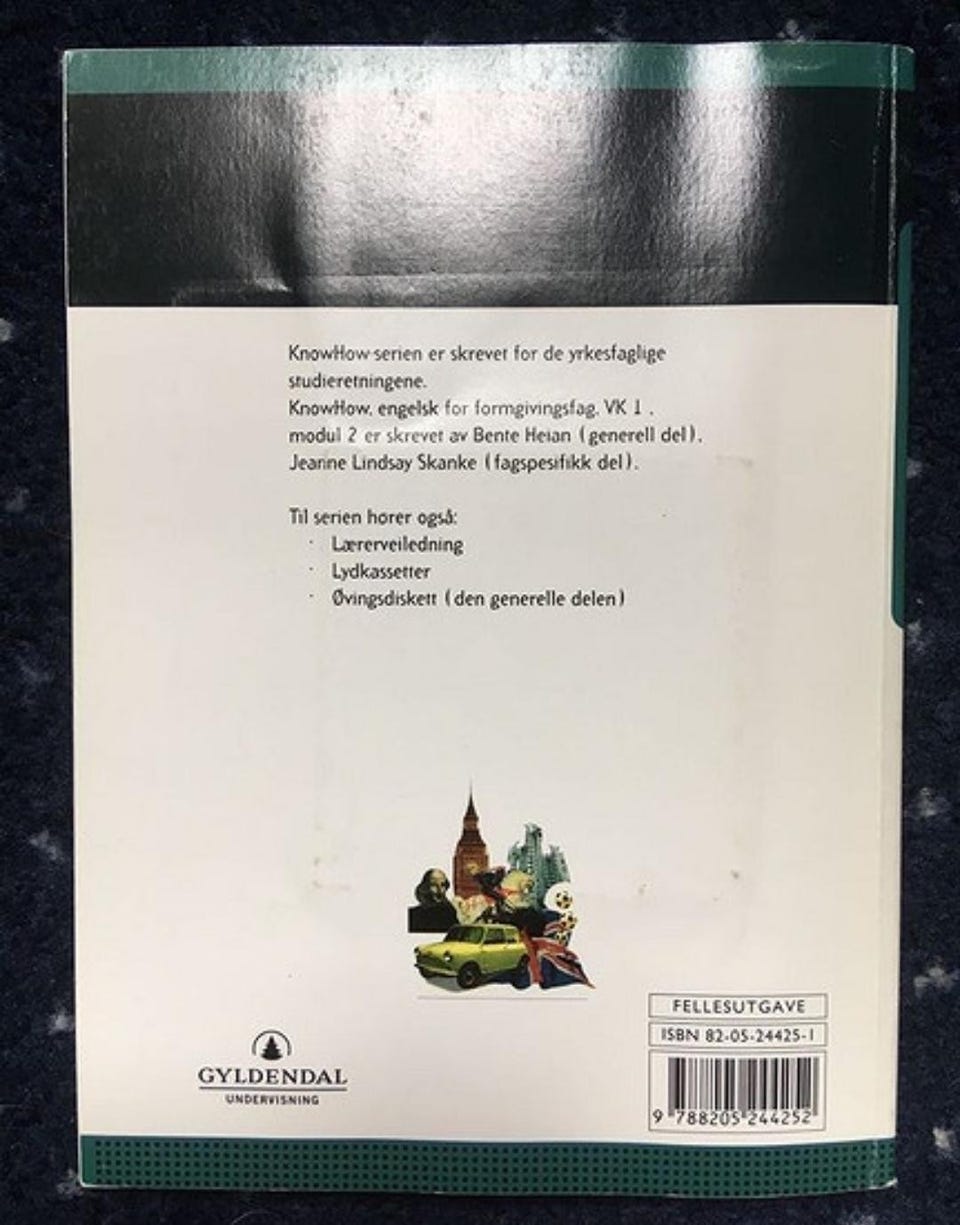 KnowHow-serien er skrevet for de yrkesfaglige
studieretningene.
KnowHow, engelsk for formgivingsfag, VK 1 ,
modul 2 er skrevet av Bente Heian (generell del),
Jeanne Lindsay Skanke (fagspesifikk del).
Til serien hører også:
· Lærerveiledning
· Lydkassetter
· Øvingsdiskett (den generelle delen)
FELLESUTGAVE
ISBN 82-05-24425-1
9 788205 244252
GYLDENDAL
UNDERVISNING